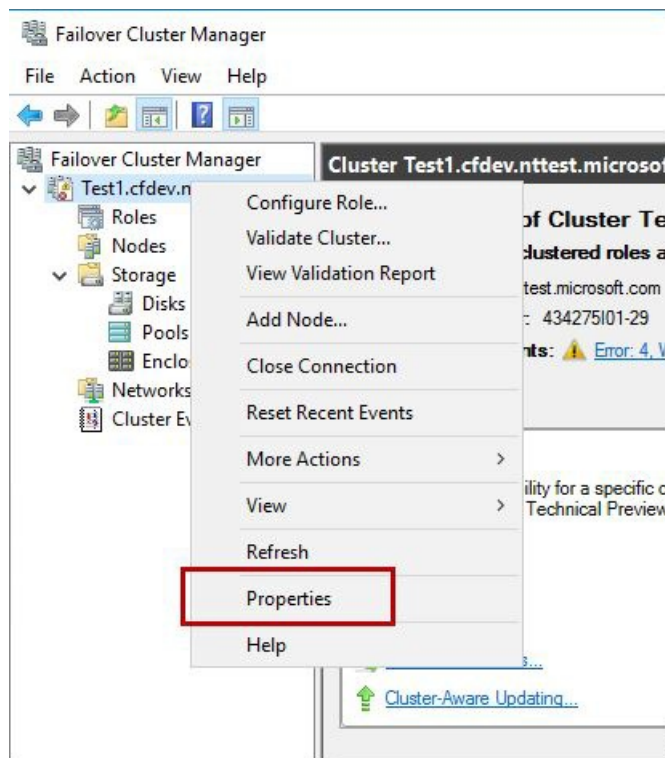 Failover Cluster Manager
File Action View Help
Failover Cluster Manager
Test1.cfdev.n
Roles
Nodes
Storage
Disks
Pools
Enclo
Networks
Cluster Ev
Configure Role...
Validate Cluster...
View Validation Report
Add Node...
Close Connection
Reset Recent Events
More Actions
View
Refresh
Properties
Help
Cluster Test1.cfdev.nttest.microsof
of Cluster Te
clustered roles a
test.microsoft.com
: 434275I01-29
nts: Error: 4, W
ility for a specific c
Technical Preview
s...
Cluster-Aware Updating...